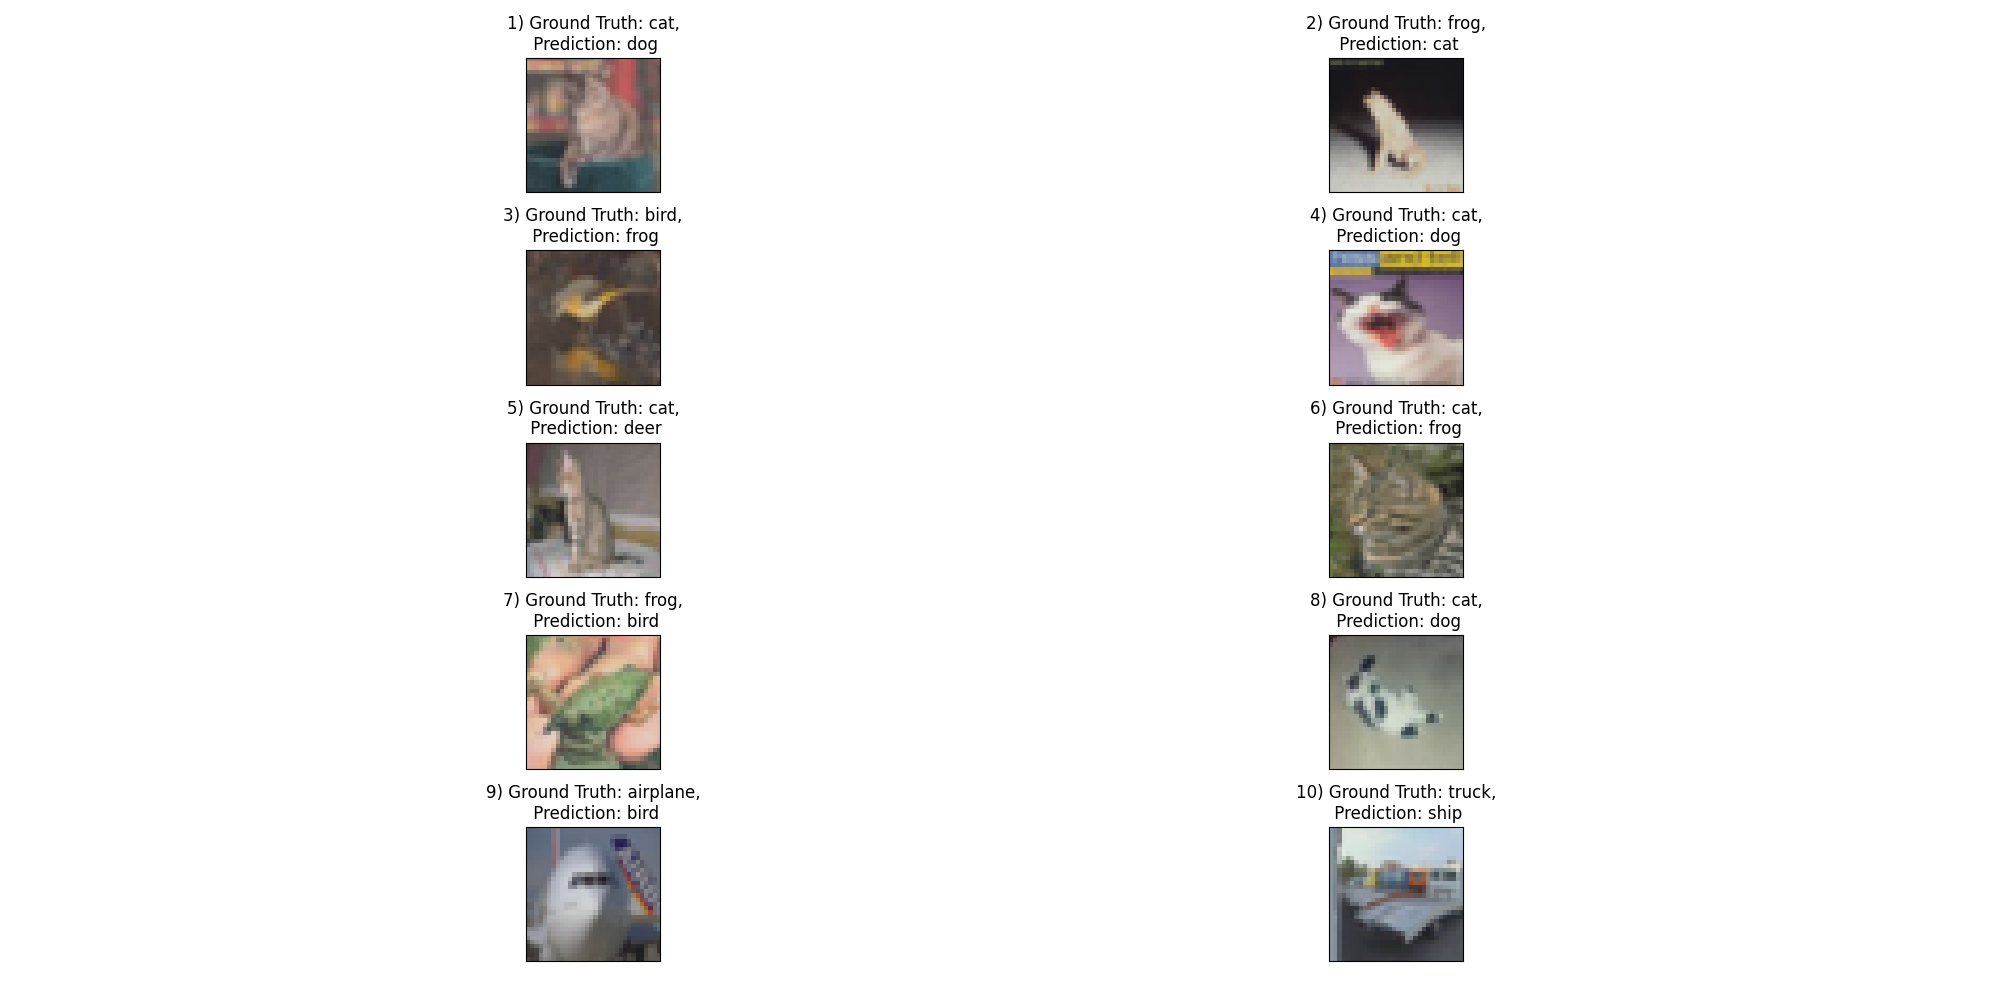 1) Ground Truth: cat,
Prediction: dog
2) Ground Truth: frog,
Prediction: cat
3) Ground Truth: bird,
Prediction: frog
4) Ground Truth: cat,
Prediction: dog
5) Ground Truth: cat,
Prediction: deer
6) Ground Truth: cat,
Prediction: frog
7) Ground Truth: frog,
Prediction: bird
8) Ground Truth: cat,
Prediction: dog
9) Ground Truth: airplane,
Prediction: bird
10) Ground Truth: truck,
Prediction: ship